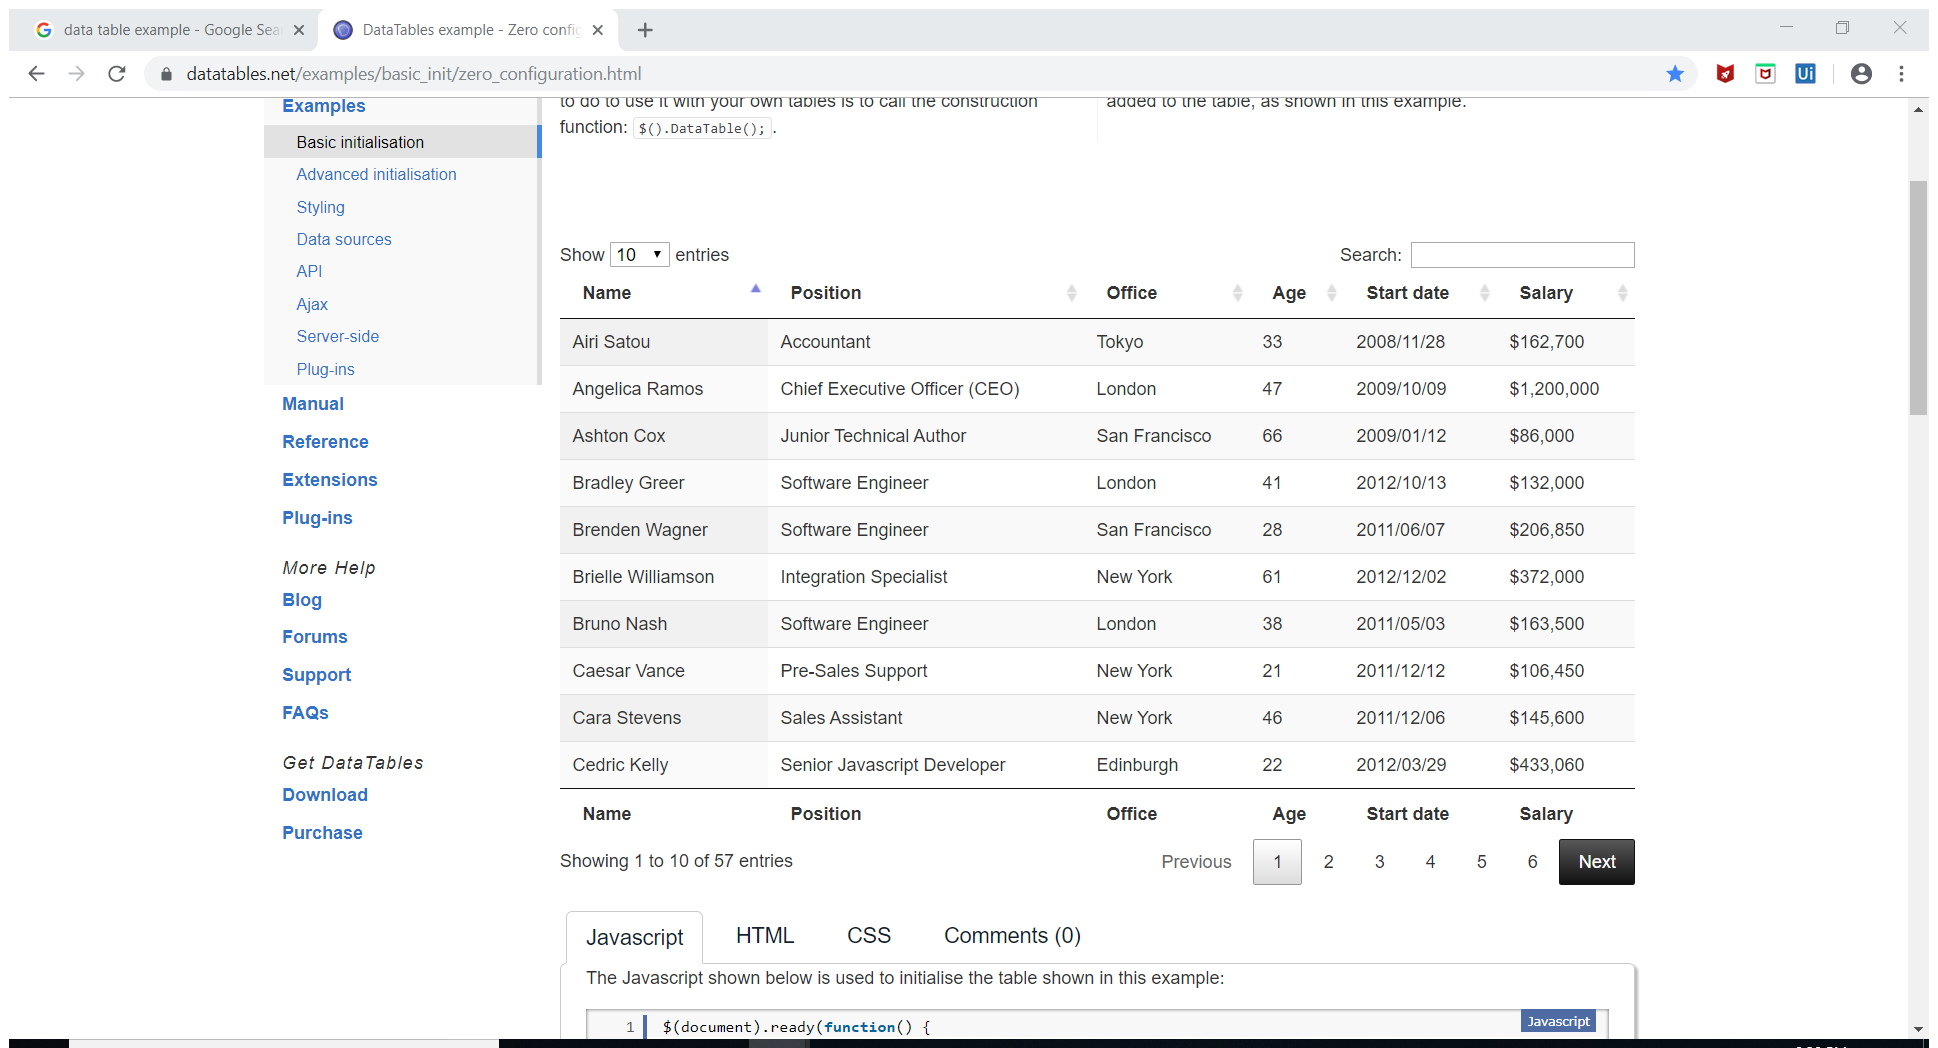 data table example - Google Sea
DataTables example - Zero config
datatables.net/examples/basic_init/zero_configuration.html
Ui
Examples
Basic initialisation
Advanced initialisation
Styling
Data sources
API
Ajax
Server-side
Plug-ins
Manual
Reference
Extensions
Plug-ins
More Help
Blog
Forums
Support
FAQs
Get DataTables
Download
Purchase
to do to use it with your own tables is to call the construction
function: $().DataTable(); .
added to the table, as shown in this example.
Show 10 entries Search:
Name Position Office Age Start date Salary
Airi Satou Accountant Tokyo 33 2008/11/28 $162,700
Angelica Ramos Chief Executive Officer (CEO) London 47 2009/10/09 $1,200,000
Ashton Cox Junior Technical Author San Francisco 66 2009/01/12 $86,000
Bradley Greer Software Engineer London 41 2012/10/13 $132,000
Brenden Wagner Software Engineer San Francisco 28 2011/06/07 $206,850
Brielle Williamson Integration Specialist New York 61 2012/12/02 $372,000
Bruno Nash Software Engineer London 38 2011/05/03 $163,500
Caesar Vance Pre-Sales Support New York 21 2011/12/12 $106,450
Cara Stevens Sales Assistant New York 46 2011/12/06 $145,600
Cedric Kelly Senior Javascript Developer Edinburgh 22 2012/03/29 $433,060
Name Position Office Age Start date Salary
Showing 1 to 10 of 57 entries Previous 1 2 3 4 5 6 Next
Javascript HTML CSS Comments (0)
The Javascript shown below is used to initialise the table shown in this example:
Javascript
1 $(document).ready(function() {